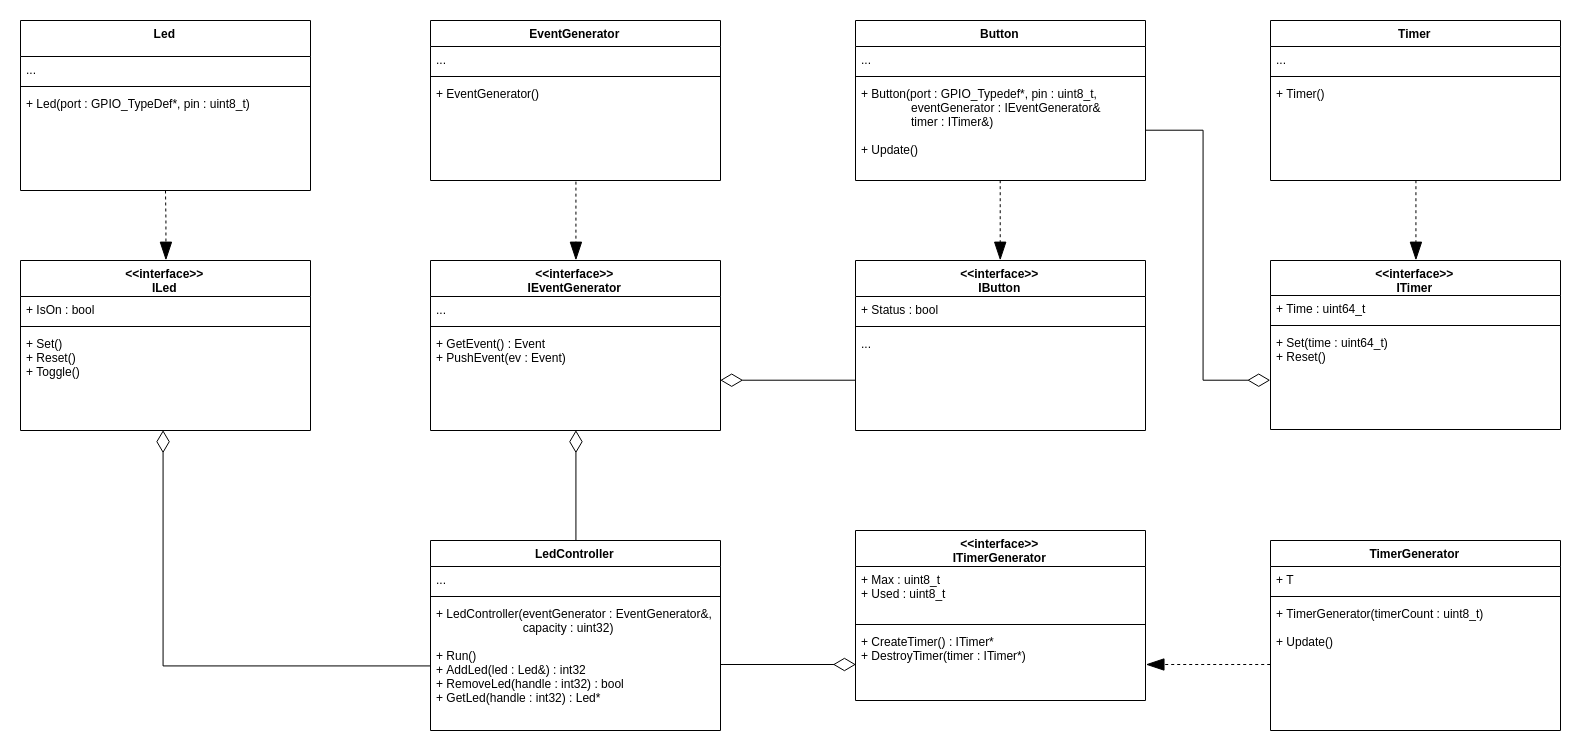 Led
...
+ Led(port : GPIO_TypeDef*, pin : uint8_t)
EventGenerator
...
+ EventGenerator()
Button
...
+ Button(port : GPIO_Typedef*, pin : uint8_t,
eventGenerator : IEventGenerator&
timer : ITimer&)
+ Update()
Timer
...
+ Timer()
<<interface>>
ILed
+ IsOn : bool
+ Set()
+ Reset()
+ Toggle()
<<interface>>
IEventGenerator
...
+ GetEvent() : Event
+ PushEvent(ev : Event)
<<interface>>
IButton
+ Status : bool
...
<<interface>>
ITimer
+ Time : uint64_t
+ Set(time : uint64_t)
+ Reset()
LedController
...
+ LedController(eventGenerator : EventGenerator&,
capacity : uint32)
+ Run()
+ AddLed(led : Led&) : int32
+ RemoveLed(handle : int32) : bool
+ GetLed(handle : int32) : Led*
<<interface>>
ITimerGenerator
+ Max : uint8_t
+ Used : uint8_t
+ CreateTimer() : ITimer*
+ DestroyTimer(timer : ITimer*)
TimerGenerator
+ T
+ TimerGenerator(timerCount : uint8_t)
+ Update()